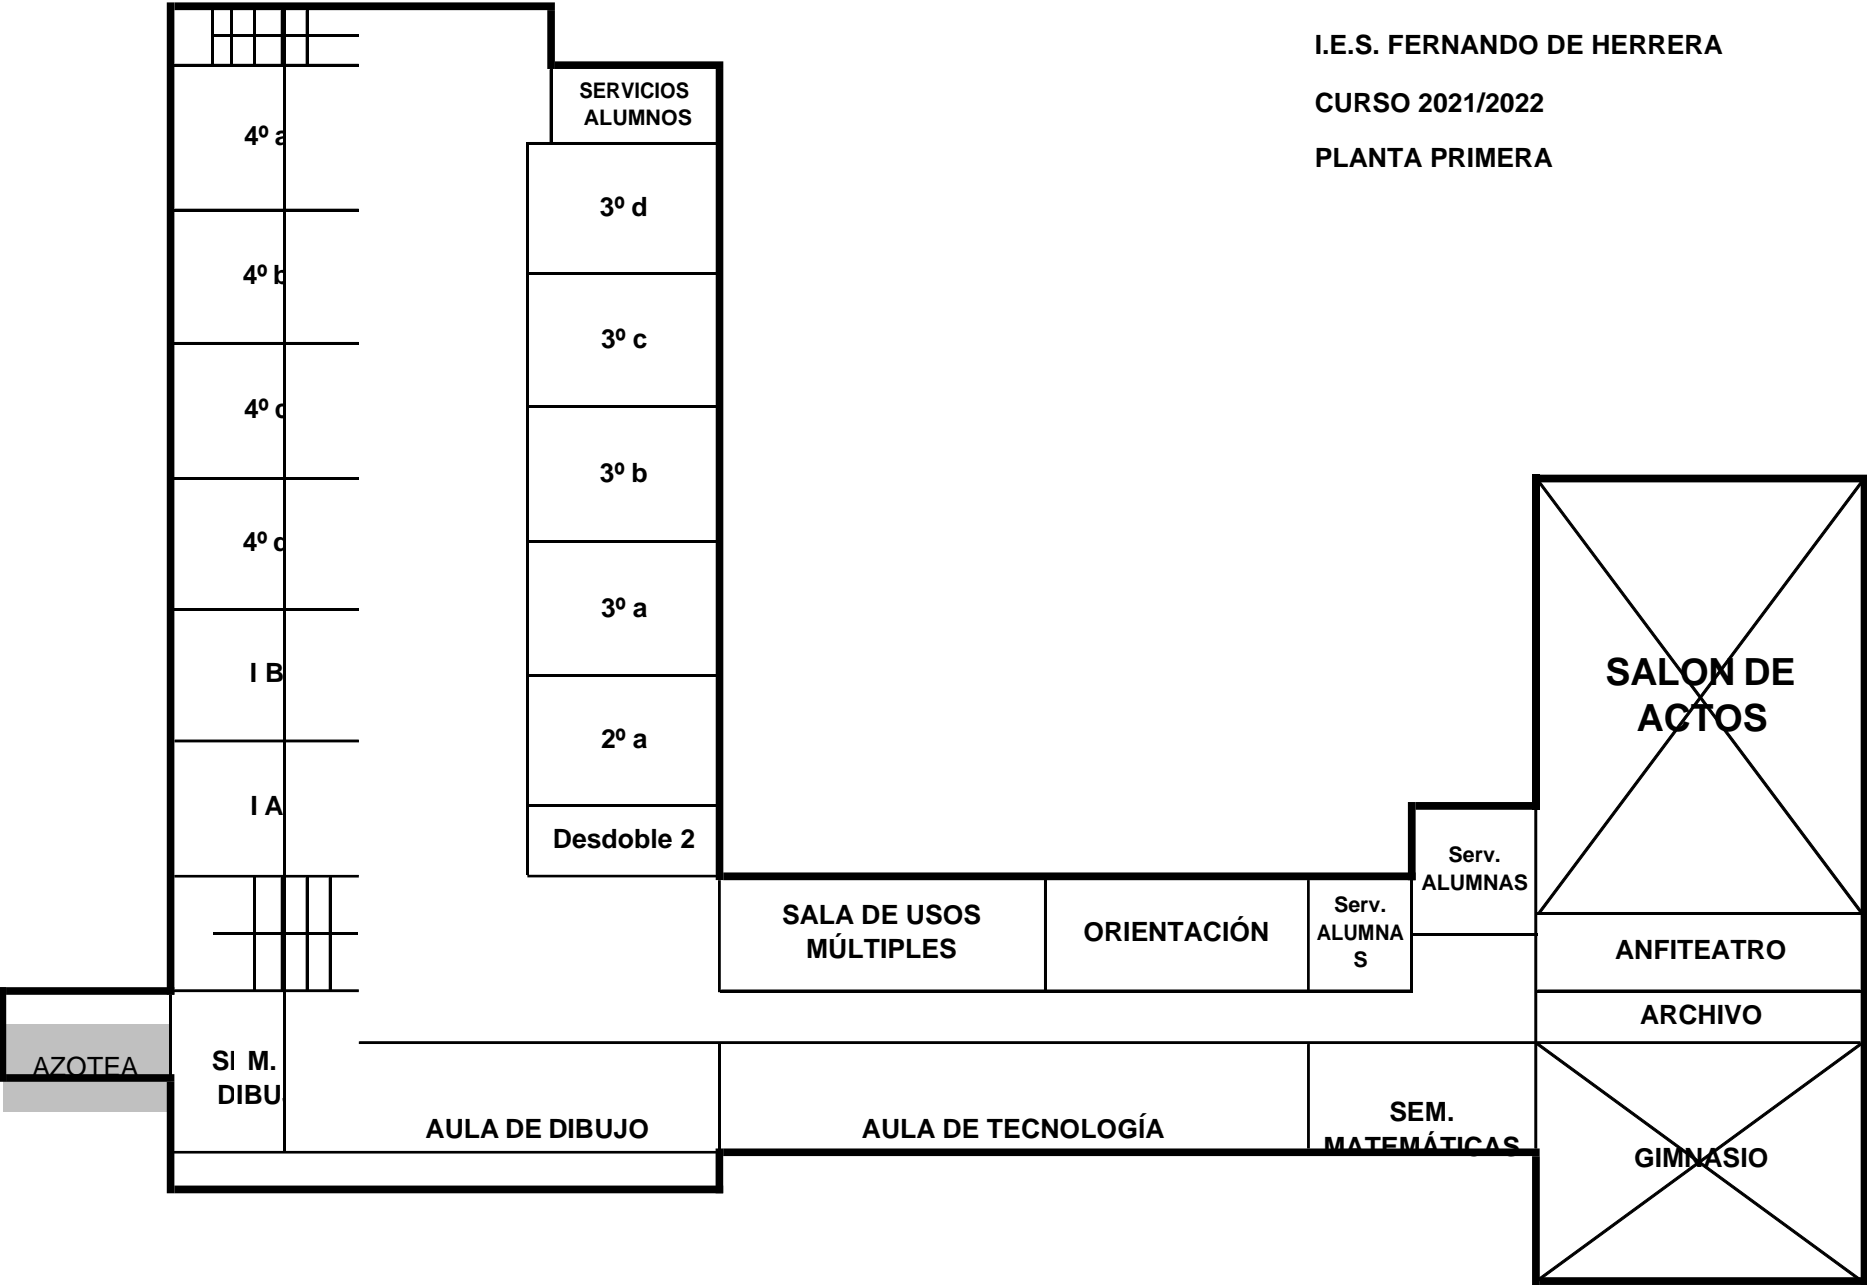 I.E.S. FERNANDO DE HERRERA
CURSO 2021/2022
PLANTA PRIMERA
SERVICIOS
ALUMNOS
4º a
3º d
4º b
3º c
4º c
3º b
4º d
3º a
I B
2º a
I A
Desdoble 2
SALON DE
ACTOS
Serv.
ALUMNAS
SALA DE USOS
MÚLTIPLES
ORIENTACIÓN
Serv.
ALUMNA
S
ANFITEATRO
ARCHIVO
AZOTEA
SEM.
DIBU
AULA DE DIBUJO
AULA DE TECNOLOGÍA
SEM.
MATEMÁTICAS
GIMNASIO